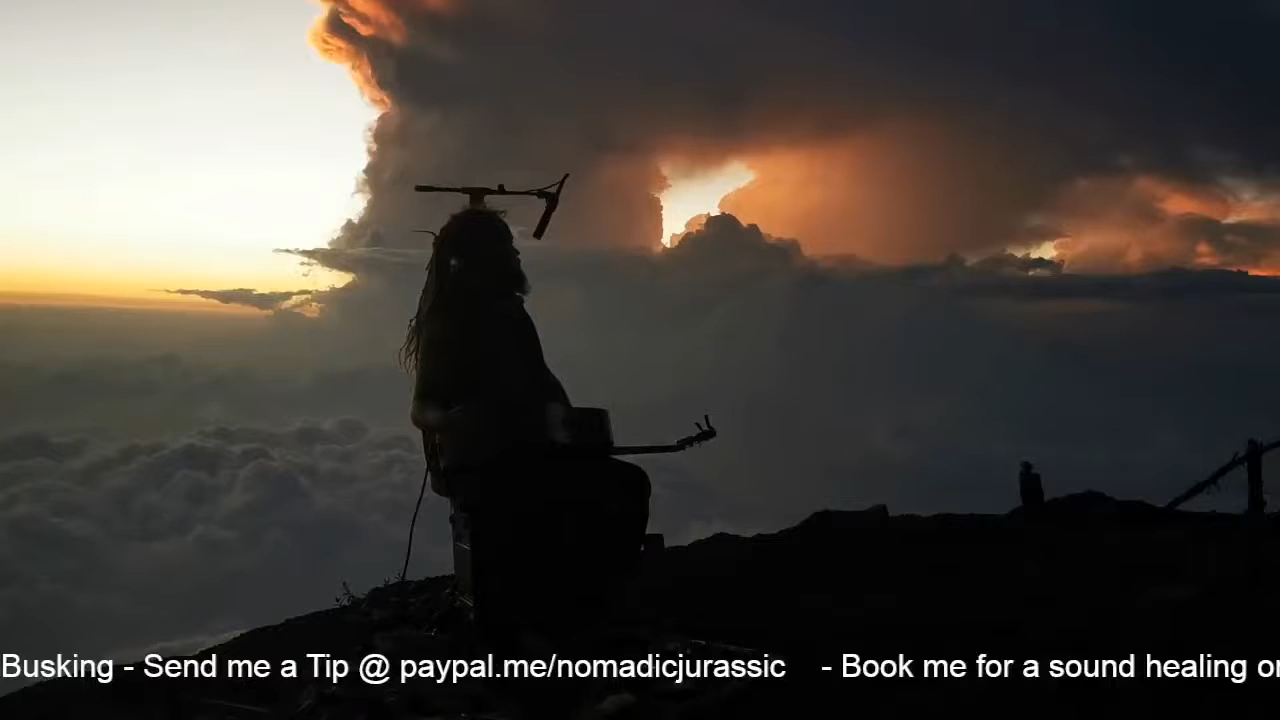 Busking - Send me a Tip @ paypal.me/nomadicjurassic - Book me for a sound healing or